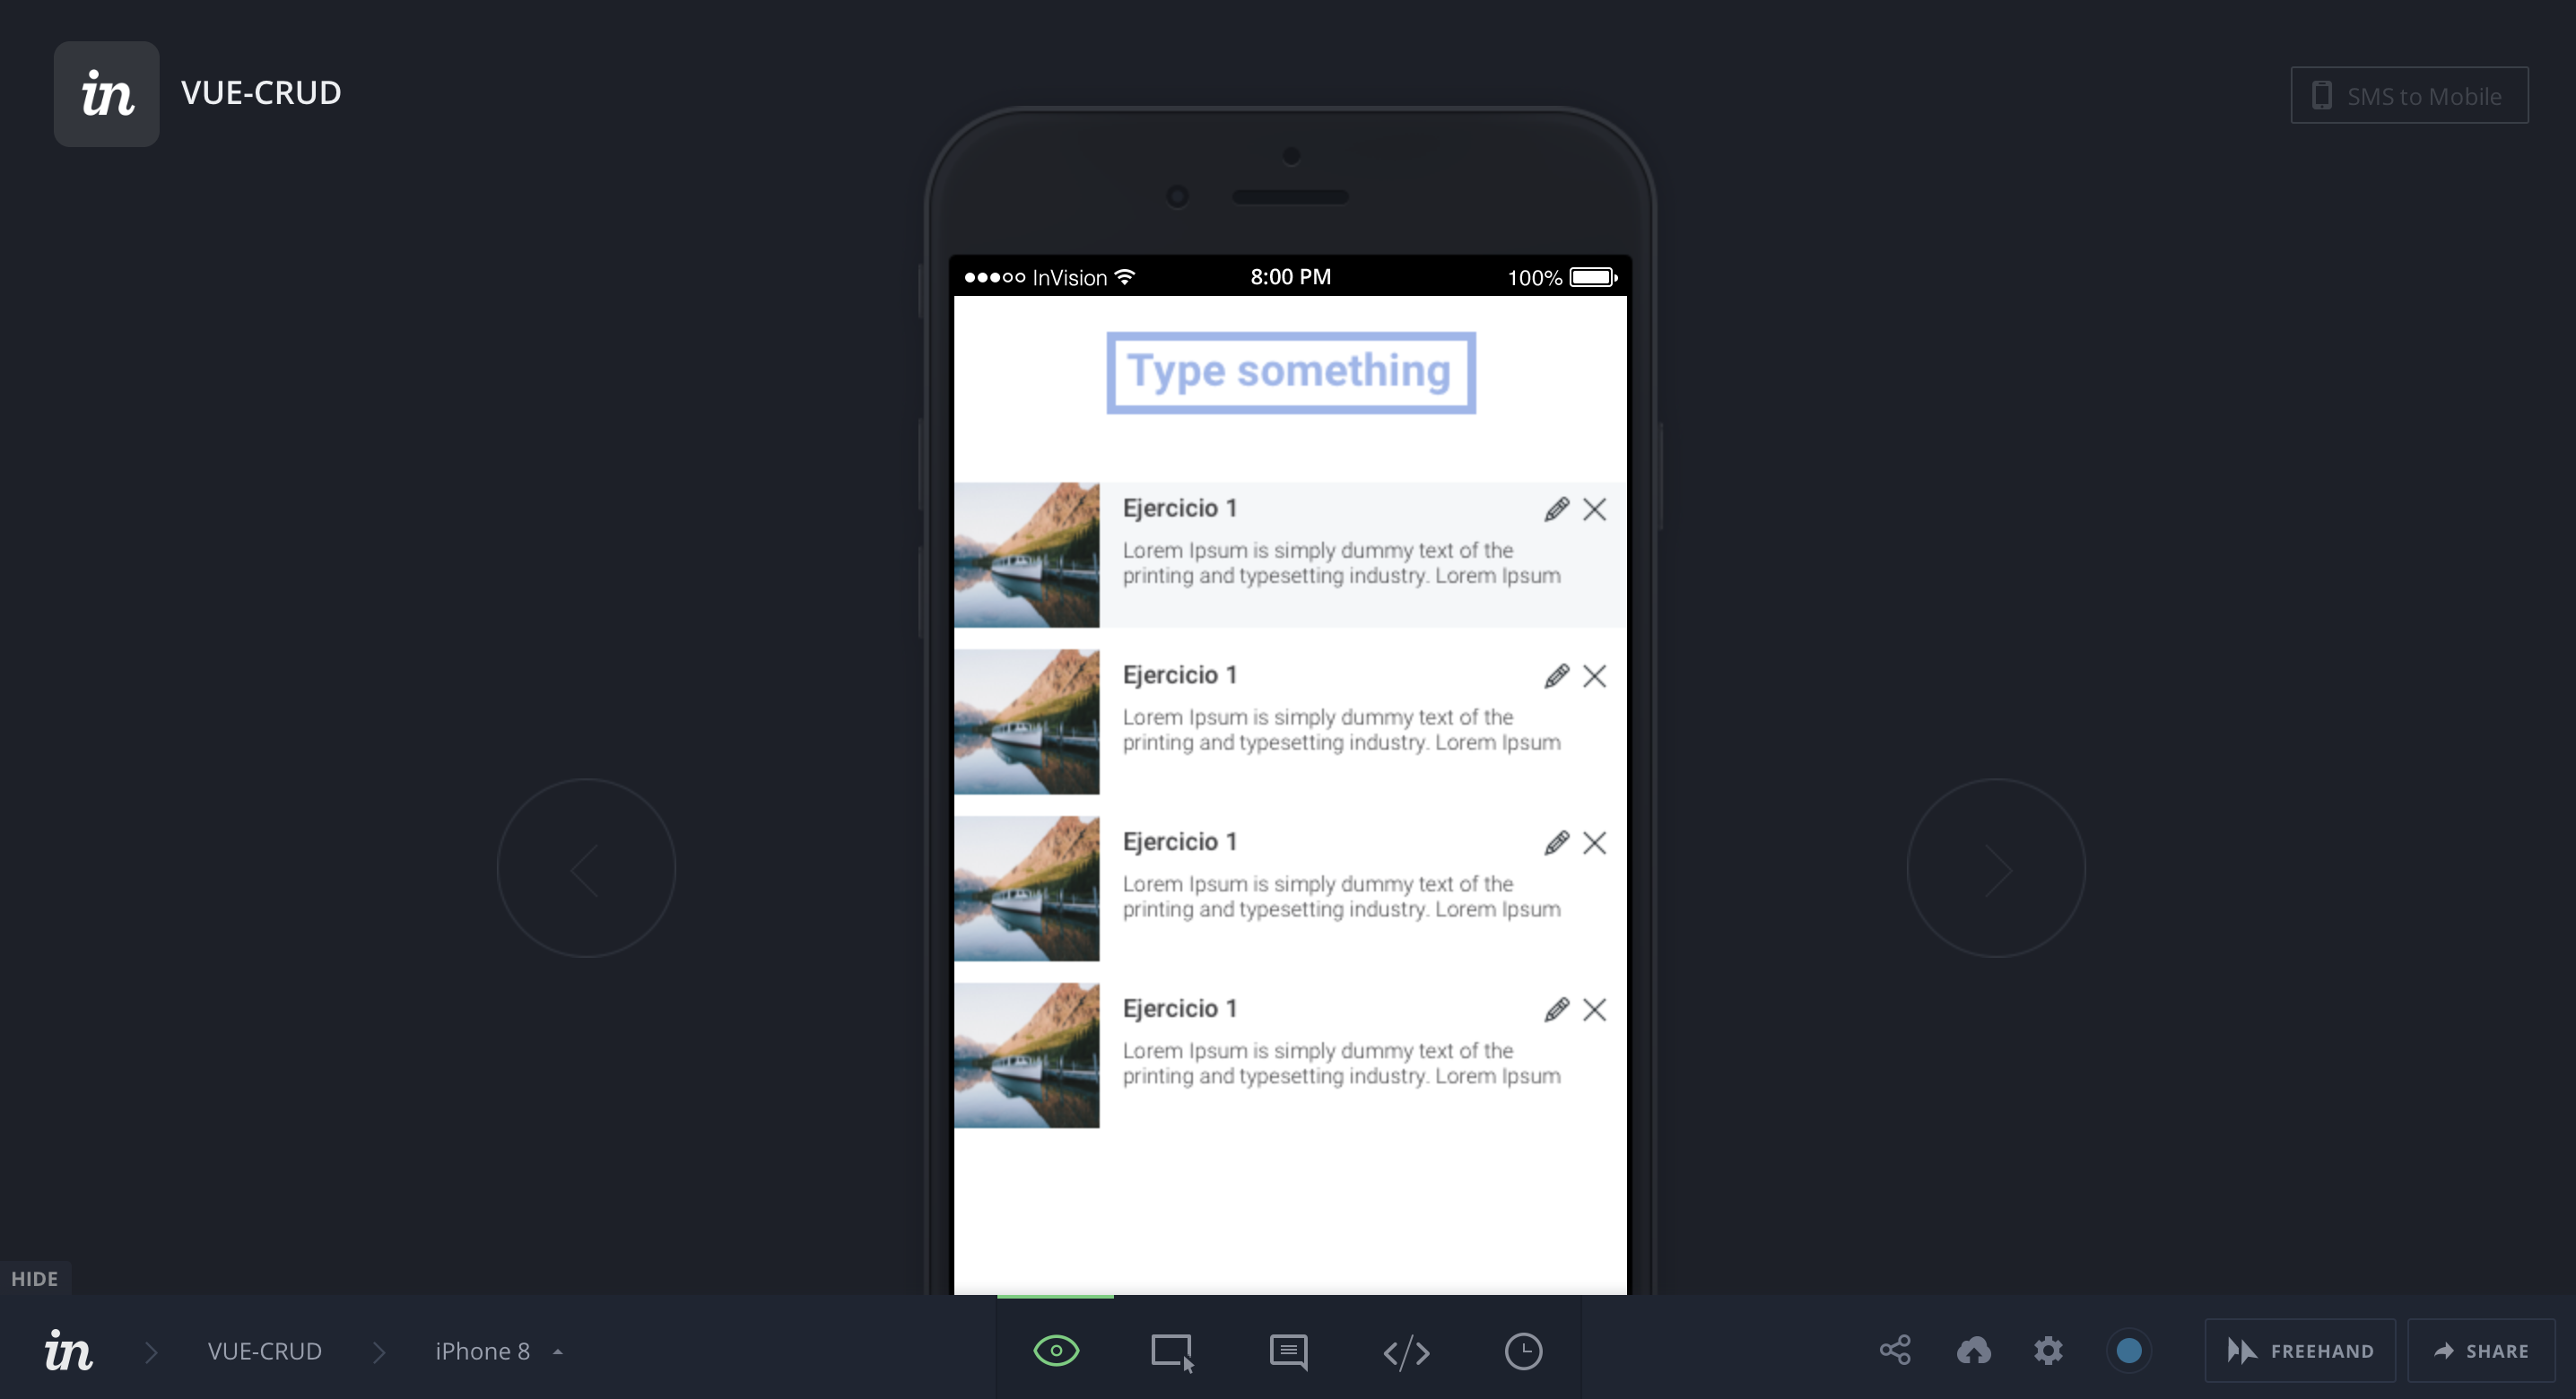 in VUE-CRUD
SMS to Mobile
InVision 8:00 PM 100%
Type something
Ejercicio 1
Lorem Ipsum is simply dummy text of the
printing and typesetting industry. Lorem Ipsum
Ejercicio 1
Lorem Ipsum is simply dummy text of the
printing and typesetting industry. Lorem Ipsum
Ejercicio 1
Lorem Ipsum is simply dummy text of the
printing and typesetting industry. Lorem Ipsum
Ejercicio 1
Lorem Ipsum is simply dummy text of the
printing and typesetting industry. Lorem Ipsum
HIDE
in VUE-CRUD iPhone 8 FREEHAND SHARE